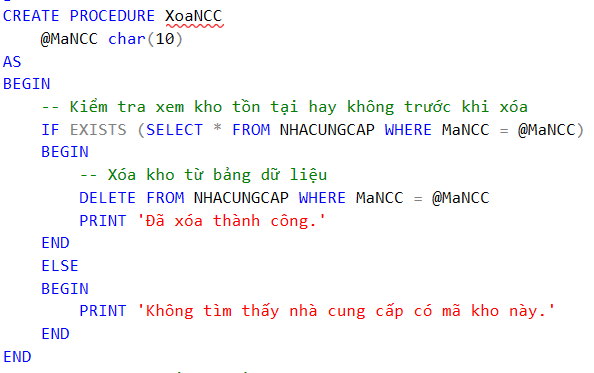 CREATE PROCEDURE XoaNCC
@MaNCC char(10)
AS
BEGIN
-- Kiểm tra xem kho tồn tại hay không trước khi xóa
IF EXISTS (SELECT * FROM NHACUNGCAP WHERE MaNCC = @MaNCC)
BEGIN
-- Xóa kho từ bảng dữ liệu
DELETE FROM NHACUNGCAP WHERE MaNCC = @MaNCC
PRINT 'Đã xóa thành công.'
END
ELSE
BEGIN
PRINT 'Không tìm thấy nhà cung cấp có mã kho này.'
END
END